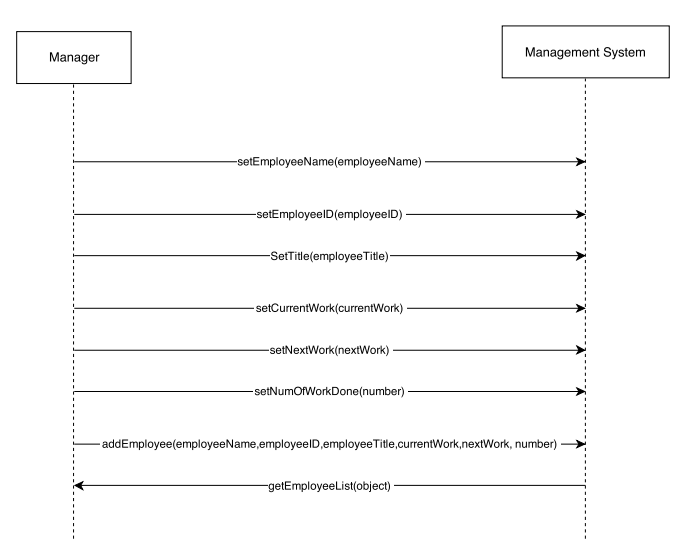 Manager
Management System
setEmployeeName(employeeName)
setEmployeeID(employeeID)
SetTitle(employeeTitle)
setCurrentWork(currentWork)
setNextWork(nextWork)
setNumOfWorkDone(number)
addEmployee(employeeName,employeeID,employeeTitle,currentWork,nextWork, number)
getEmployeeList(object)